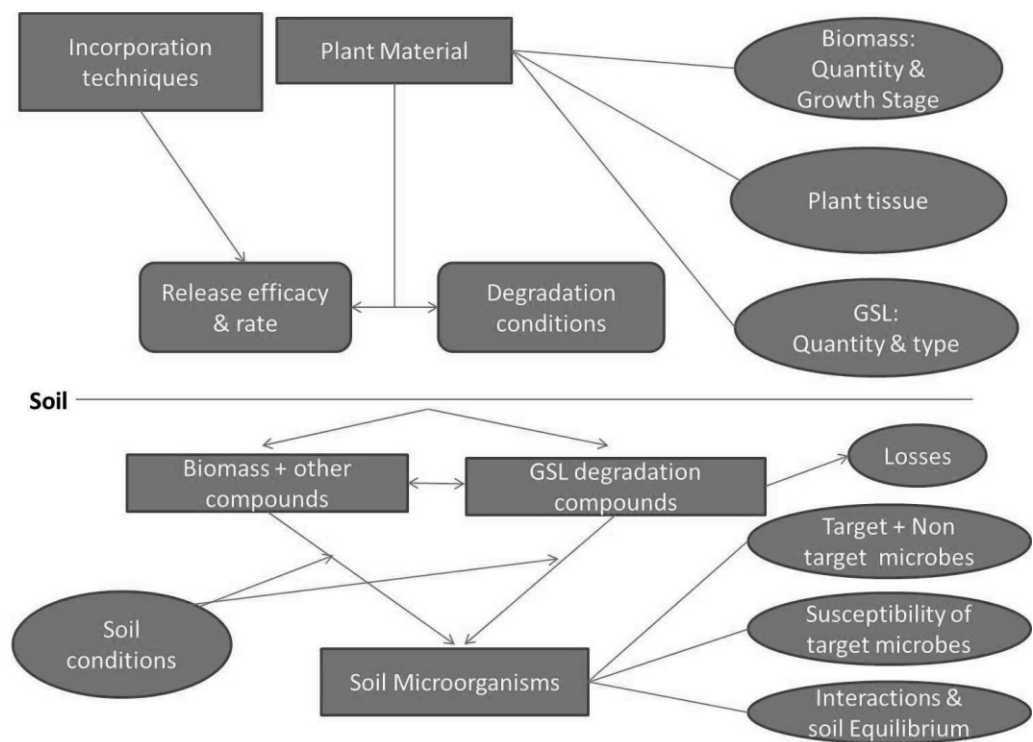 Incorporation
techniques
Plant Material
Biomass:
Quantity &
Growth Stage
Plant tissue
Release efficacy
& rate
Degradation
conditions
GSL:
Quantity & type
Soil
Biomass + other
compounds
GSL degradation
compounds
Losses
Target + Non
target microbes
Soil
conditions
Susceptibility of
target microbes
Soil Microorganisms
Interactions &
soil Equilibrium